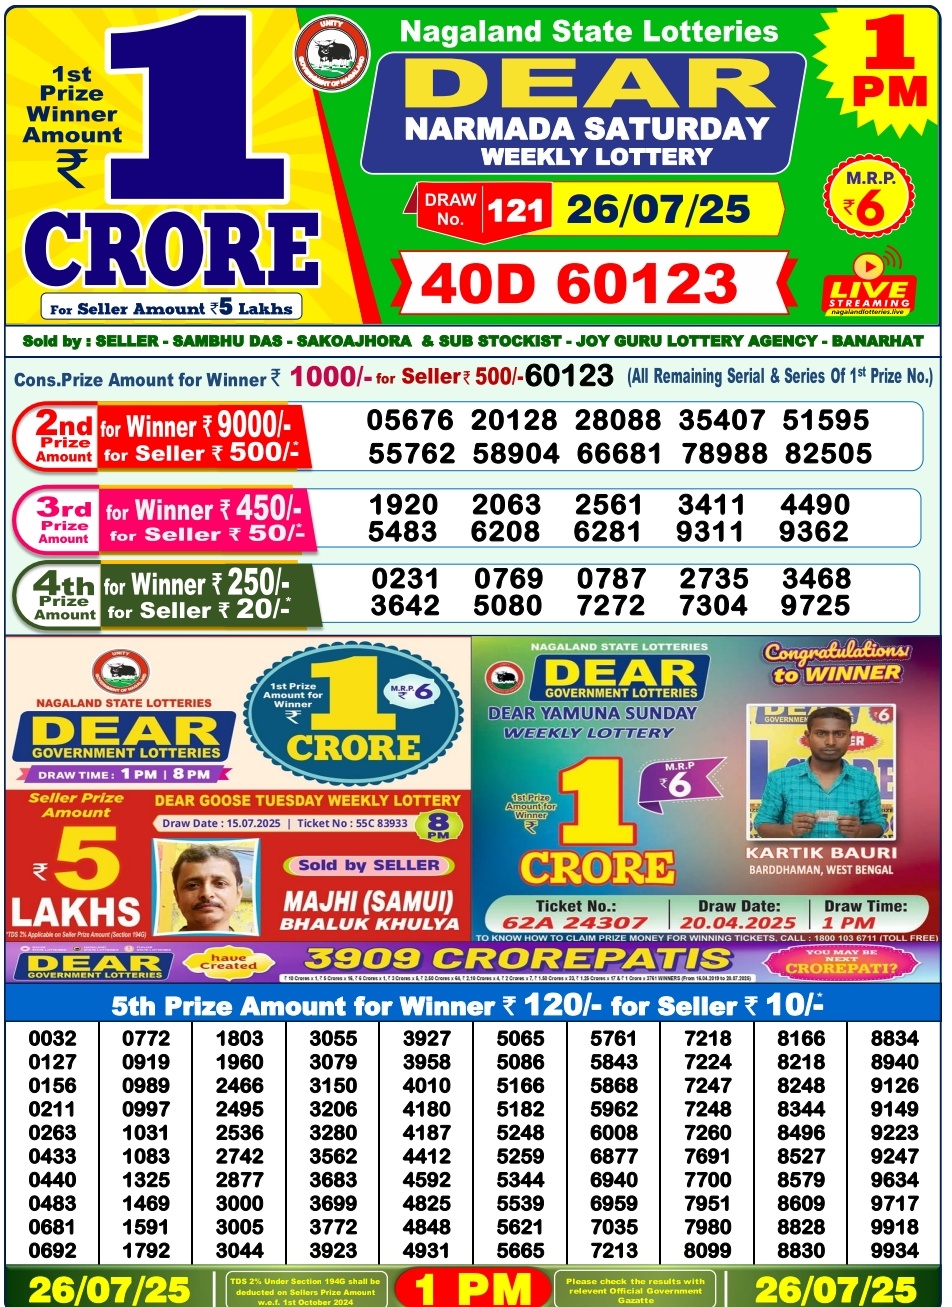 1st
Prize
Winner
Amount
₹
1
CRORE
For Seller Amount ₹5 Lakhs
UNITY
GOVERNMENT OF NAGALAND
Nagaland State Lotteries
DEAR
NARMADA SATURDAY
WEEKLY LOTTERY
1
PM
DRAW
No.
121
26/07/25
M.R.P.
₹6
40D 60123
LIVE
STREAMING
nagalandlotteries.live
Sold by : SELLER - SAMBHU DAS - SAKOAJHORA & SUB STOCKIST - JOY GURU LOTTERY AGENCY - BANARHAT
Cons.Prize Amount for Winner ₹ 1000/- for Seller ₹ 500/- 60123 (All Remaining Serial & Series Of 1st Prize No.)
2nd
Prize
Amount
for Winner ₹ 9000/-
for Seller ₹ 500/-*
05676 20128 28088 35407 51595
55762 58904 66681 78988 82505
3rd
Prize
Amount
for Winner ₹ 450/-
for Seller ₹ 50/-*
1920 2063 2561 3411 4490
5483 6208 6281 9311 9362
4th
Prize
Amount
for Winner ₹ 250/-
for Seller ₹ 20/-*
0231 0769 0787 2735 3468
3642 5080 7272 7304 9725
UNITY
NAGALAND STATE LOTTERIES
DEAR
GOVERNMENT LOTTERIES
DRAW TIME : 1 PM | 8 PM
1st Prize
Amount for
Winner
₹
1
CRORE
M.R.P.
₹ 6
Seller Prize
Amount
₹ 5
LAKHS
*TDS 2% Applicable on Seller Prize Amount (Section 194G)
DEAR GOOSE TUESDAY WEEKLY LOTTERY
Draw Date : 15.07.2025 | Ticket No : 55C 83933
8
PM
Sold by SELLER
MAJHI (SAMUI)
BHALUK KHULYA
NAGALAND STATE LOTTERIES
DEAR
GOVERNMENT LOTTERIES
DEAR YAMUNA SUNDAY
WEEKLY LOTTERY
1st Prize
Amount for
Winner
₹
1
CRORE
M.R.P
₹6
Congratulations
to WINNER
KARTIK BAURI
BARDDHAMAN, WEST BENGAL
Ticket No.:
62A 24307
Draw Date:
20.04.2025
Draw Time:
1 PM
TO KNOW HOW TO CLAIM PRIZE MONEY FOR WINNING TICKETS, CALL : 1800 103 6711 (TOLL FREE)
DEAR
GOVERNMENT LOTTERIES
have
Created
3909 CROREPATIS
YOU MAY BE
NEXT
CROREPATI?
5th Prize Amount for Winner ₹ 120/- for Seller ₹ 10/-*
0032 0772 1803 3055 3927 5065 5761 7218 8166 8834
0127 0919 1960 3079 3958 5086 5843 7224 8218 8940
0156 0989 2466 3150 4010 5166 5868 7247 8248 9126
0211 0997 2495 3206 4180 5182 5962 7248 8344 9149
0263 1031 2536 3280 4187 5248 6008 7260 8496 9223
0433 1083 2742 3562 4412 5259 6877 7691 8527 9247
0440 1325 2877 3683 4592 5344 6940 7700 8579 9634
0483 1469 3000 3699 4825 5539 6959 7951 8609 9717
0681 1591 3005 3772 4848 5621 7035 7980 8828 9918
0692 1792 3044 3923 4931 5665 7213 8099 8830 9934
26/07/25
TDS 2% Under Section 194G shall be
deducted on Sellers Prize Amount
w.e.f. 1st October 2024
1 PM
Please check the results with
relevent Official Government
Gazatte
26/07/25